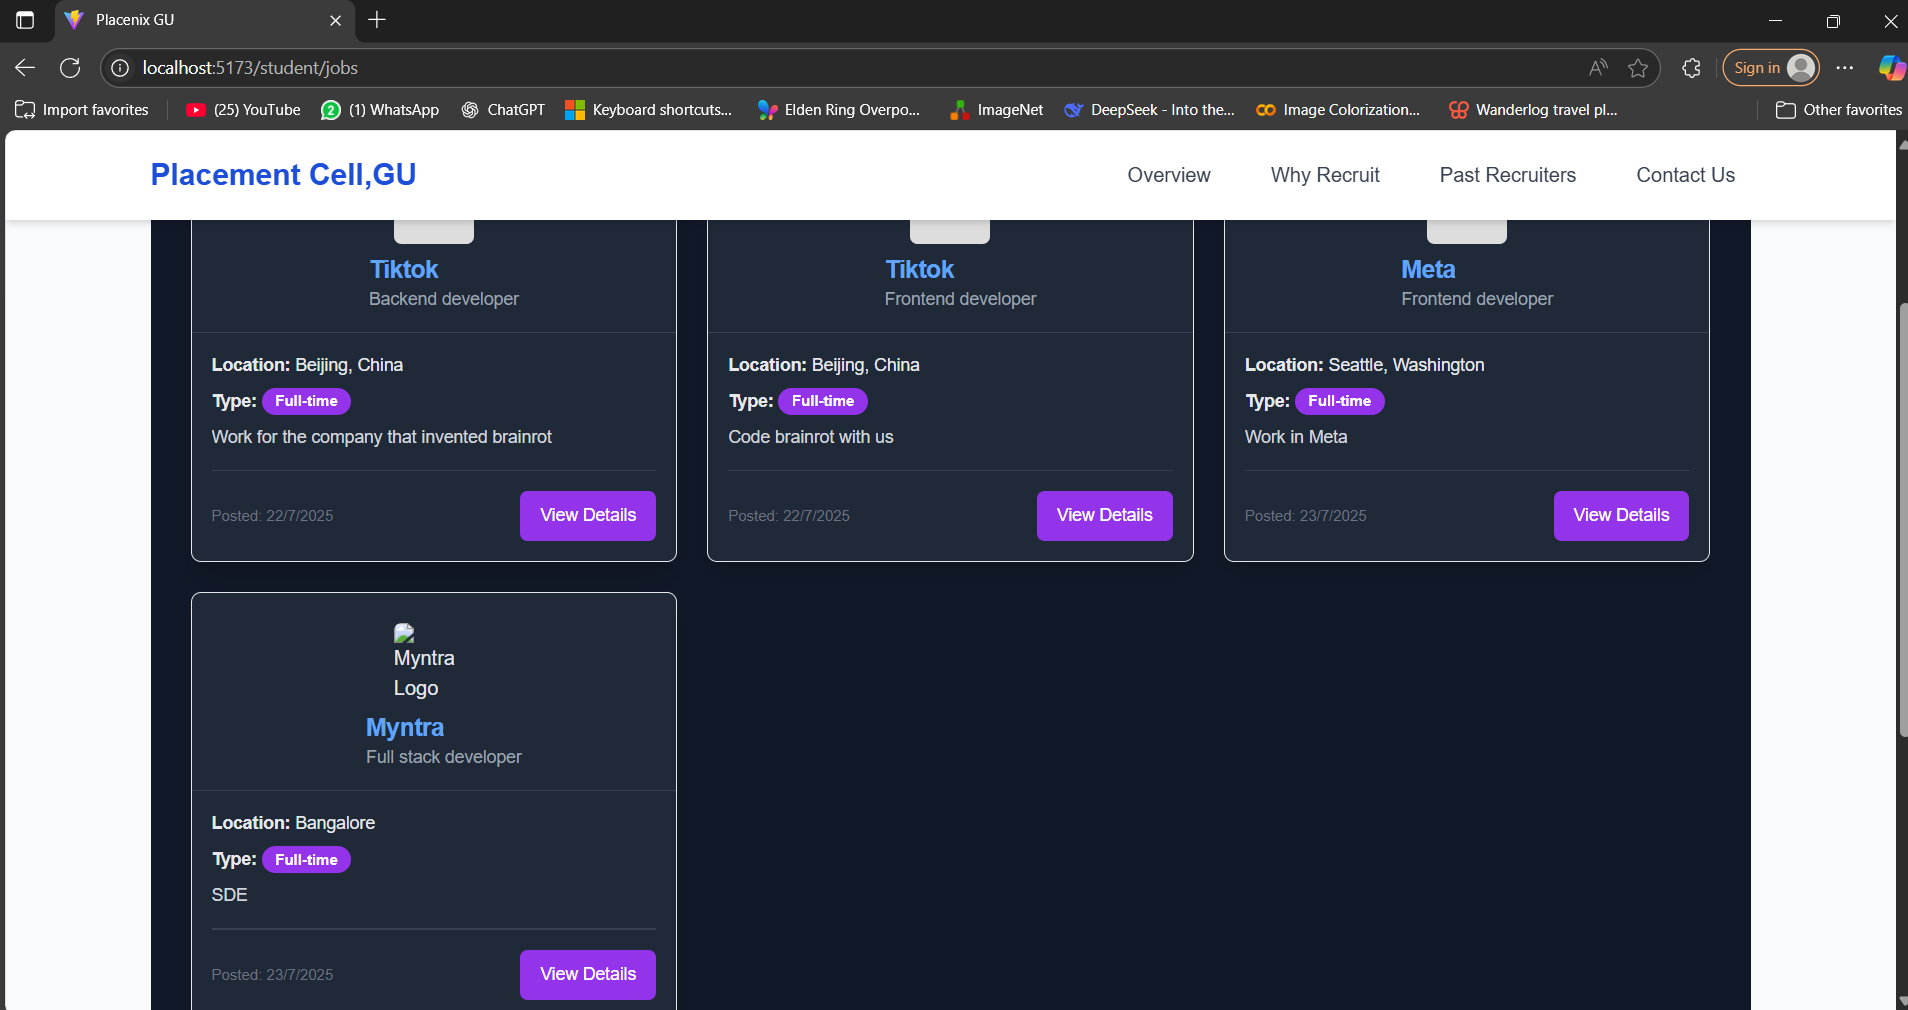 Placenix GU
localhost:5173/student/jobs
Sign in
Import favorites
(25) YouTube
2
(1) WhatsApp
ChatGPT
Keyboard shortcuts...
Elden Ring Overpo...
ImageNet
DeepSeek - Into the...
Image Colorization...
Wanderlog travel pl...
Other favorites
Placement Cell,GU
Overview
Why Recruit
Past Recruiters
Contact Us
Tiktok
Backend developer
Location: Beijing, China
Type: Full-time
Work for the company that invented brainrot
Posted: 22/7/2025
View Details
Tiktok
Frontend developer
Location: Beijing, China
Type: Full-time
Code brainrot with us
Posted: 22/7/2025
View Details
Meta
Frontend developer
Location: Seattle, Washington
Type: Full-time
Work in Meta
Posted: 23/7/2025
View Details
Myntra
Logo
Myntra
Full stack developer
Location: Bangalore
Type: Full-time
SDE
Posted: 23/7/2025
View Details